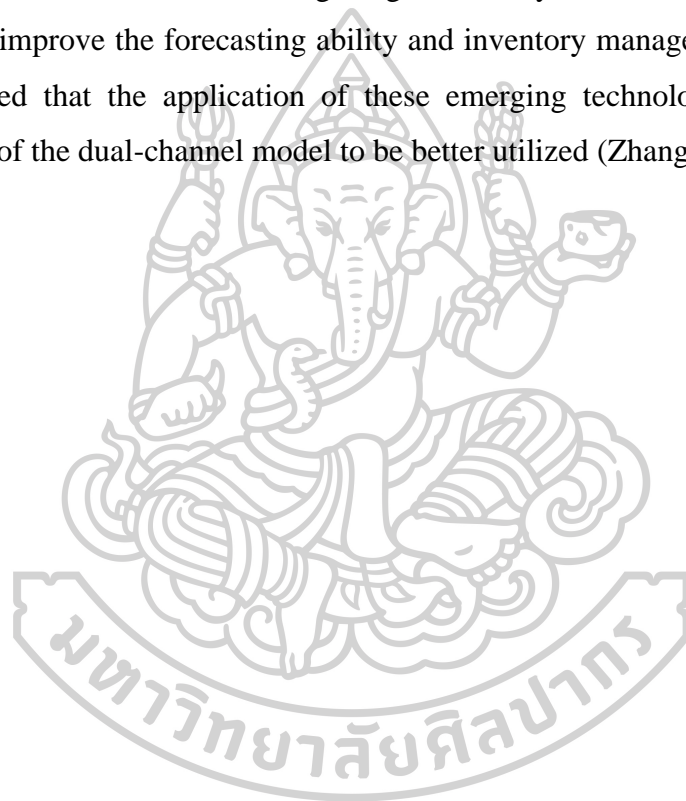 improve the forecasting ability and inventory manage
ed that the application of these emerging technolo
of the dual-channel model to be better utilized (Zhang
มหาวิทยาลัยศิลปากร